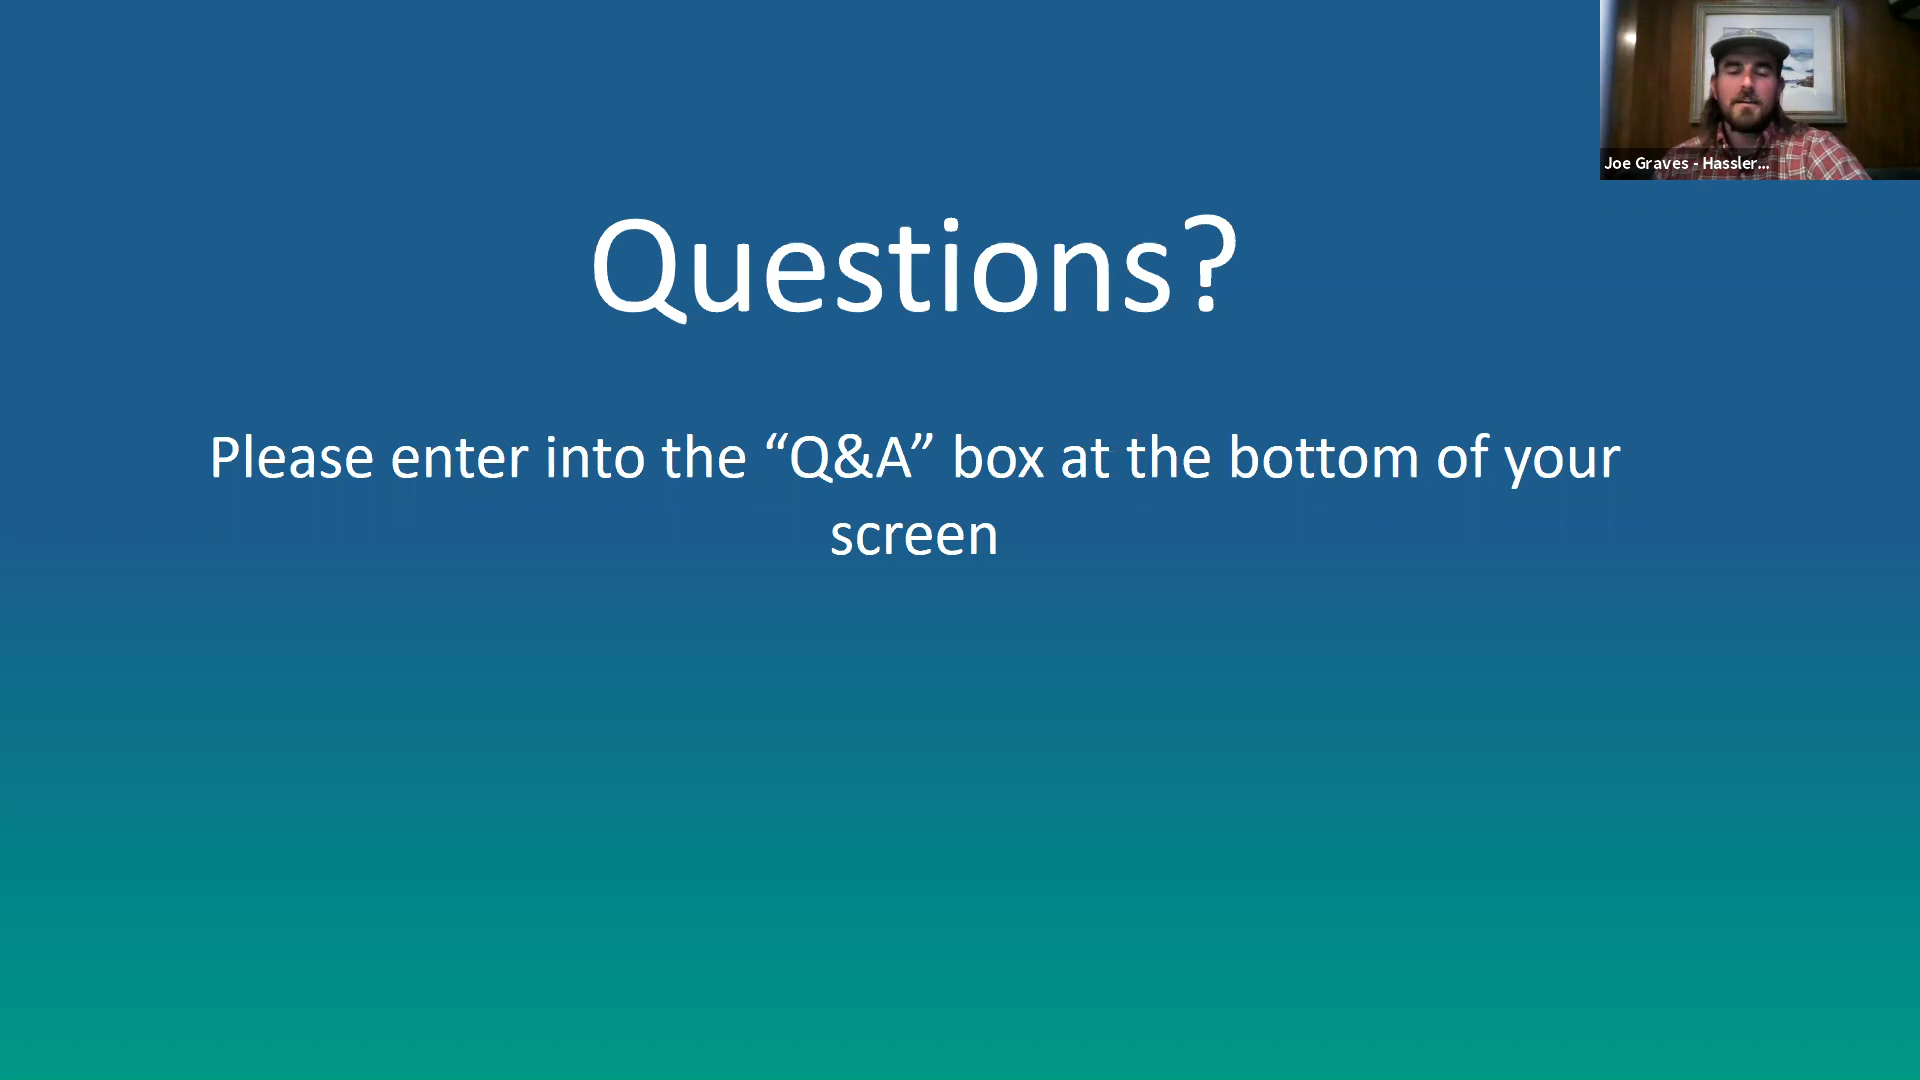 Joe Graves - Hassler...
Questions?
Please enter into the “Q&A” box at the bottom of your
screen